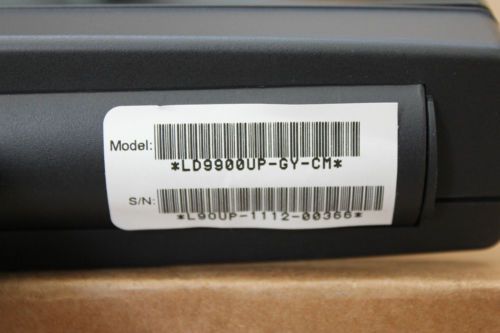 Model:
*LD9900UP-GY-CM*
S/N:
*L90UP-1112-00366*